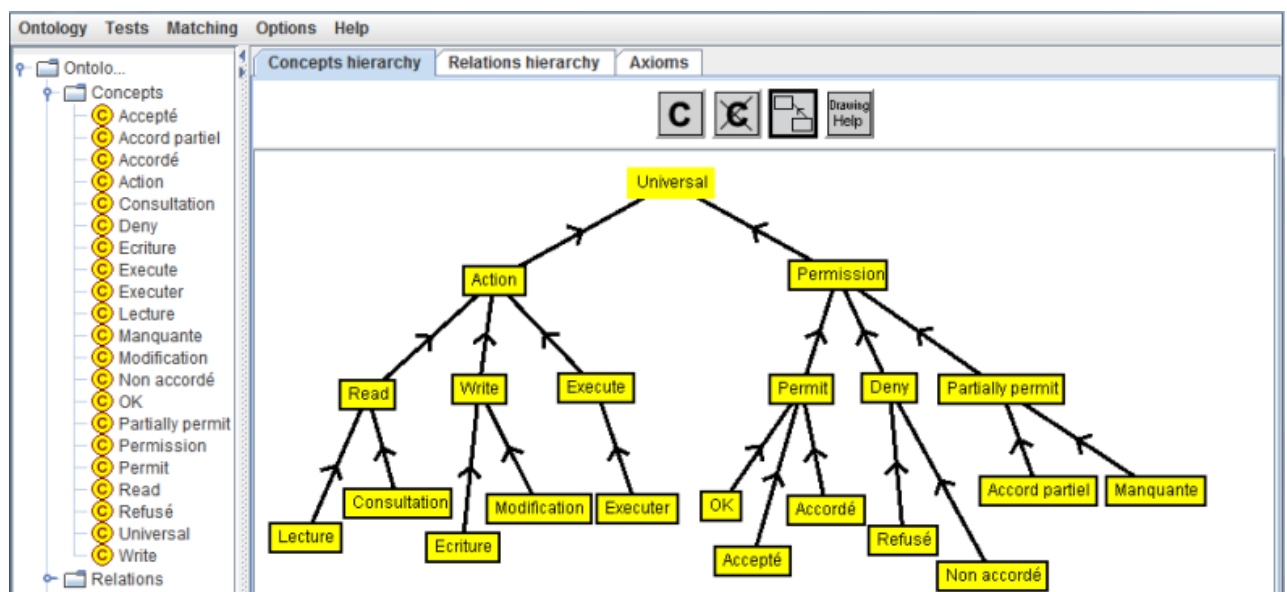 Ontology Tests Matching Options Help
Ontolo...
Concepts
C Accepté
C Accord partiel
C Accordé
C Action
C Consultation
C Deny
C Ecriture
C Execute
C Executer
C Lecture
C Manquante
C Modification
C Non accordé
C OK
C Partially permit
C Permission
C Permit
C Read
C Refusé
C Universal
C Write
Relations
Concepts hierarchy Relations hierarchy Axioms
C C Drawing
Help
Universal
Action Permission
Read Write Execute Permit Deny Partially permit
Lecture Consultation Ecriture Modification Executer OK Accepté Accordé Refusé Non accordé Accord partiel Manquante